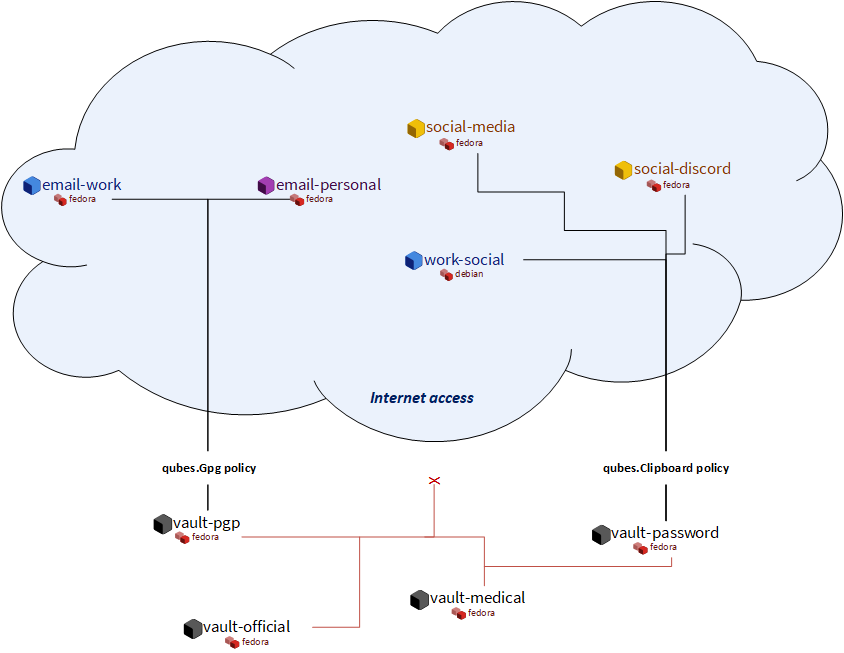 social-media
fedora
social-discord
fedora
email-work
fedora
email-personal
fedora
work-social
debian
Internet access
qubes.Gpg policy
qubes.Clipboard policy
X
vault-pgp
fedora
vault-password
fedora
vault-medical
fedora
vault-official
fedora